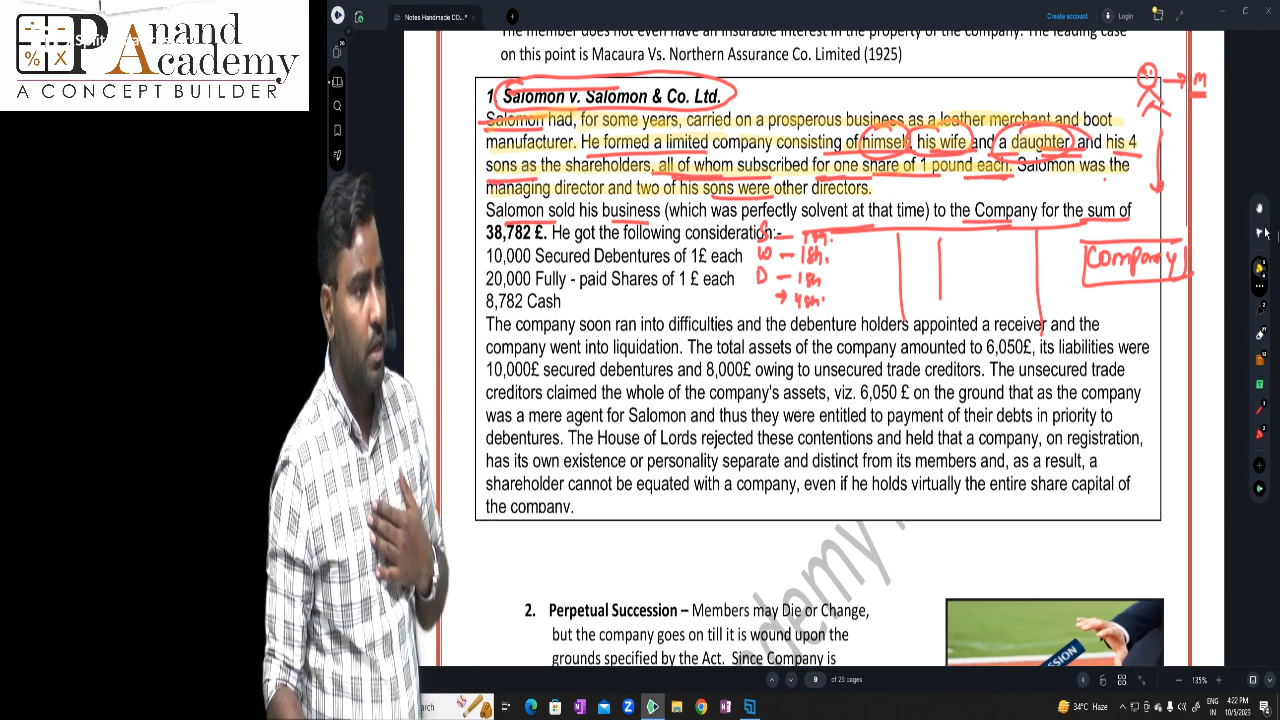 Anand
PAcademy
A CONCEPT BUILDER
% X
Notes Handmade CO..."
Create account
Login
The member does not even have an insurable interest in the property of the company. The leading case
on this point is Macaura Vs. Northern Assurance Co. Limited (1925)
1. Salomon v. Salomon & Co. Ltd.
Salomon had, for some years, carried on a prosperous business as a leather merchant and boot
manufacturer. He formed a limited company consisting of himself, his wife and a daughter, and his 4
sons as the shareholders, all of whom subscribed for one share of 1 pound each. Salomon was the
managing director and two of his sons were other directors.
Salomon sold his business (which was perfectly solvent at that time) to the Company for the sum of
38,782 £. He got the following consideration:-
10,000 Secured Debentures of 1£ each
20,000 Fully - paid Shares of 1 £ each
8,782 Cash
S -
- 1sh.
D - 1sh
→ 4sh.
Company
The company soon ran into difficulties and the debenture holders appointed a receiver and the
company went into liquidation. The total assets of the company amounted to 6,050£, its liabilities were
10,000£ secured debentures and 8,000£ owing to unsecured trade creditors. The unsecured trade
creditors claimed the whole of the company's assets, viz. 6,050 £ on the ground that as the company
was a mere agent for Salomon and thus they were entitled to payment of their debts in priority to
debentures. The House of Lords rejected these contentions and held that a company, on registration,
has its own existence or personality separate and distinct from its members and, as a result, a
shareholder cannot be equated with a company, even if he holds virtually the entire share capital of
the company.
2. Perpetual Succession – Members may Die or Change,
but the company goes on till it is wound upon the
grounds specified by the Act. Since Company is
9 of 28 pages
135%
34°C Haze
ENG
IN
4:22 PM
10/5/2023